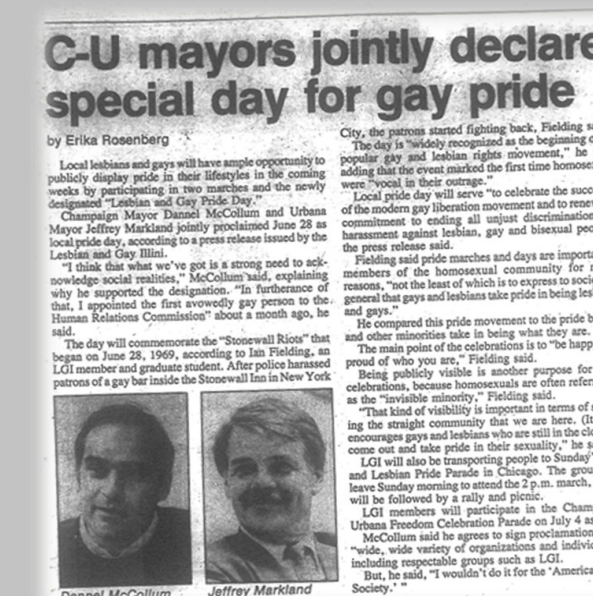 C-U mayors jointly declare
special day for gay pride
by Erika Rosenberg
Local lesbians and gays will have ample opportunity to
publicly display pride in their lifestyles in the coming
weeks by participating in two marches and the newly
designated "Lesbian and Gay Pride Day."
Champaign Mayor Dannel McCollum and Urbana
Mayor Jeffrey Markland jointly proclaimed June 28 as
local pride day, according to a press release issued by the
Lesbian and Gay Illini.
"I think that what we've got is a strong need to ack-
nowledge social realities," McCollum said, explaining
why he supported the designation. "In furtherance of
that, I appointed the first avowedly gay person to the
Human Relations Commission" about a month ago, he
said.
The day will commemorate the "Stonewall Riots" that
began on June 28, 1969, according to Ian Fielding, an
LGI member and graduate student. After police harassed
patrons of a gay bar inside the Stonewall Inn in New York
Dannel McCollum
Jeffrey Markland
City, the patrons started fighting back, Fielding
The day is "widely recognized as the beginning
popular gay and lesbian rights movement," he
adding that the event marked the first time
were "vocal in their outrage."
Local pride day will serve "to celebrate the
of the modern gay liberation movement and to
commitment to ending all unjust
harassment against lesbian, gay and bisexual
the press release said.
Fielding said pride marches and days are
members of the homosexual community for
reasons, "not the least of which is to express to
general that gays and lesbians take pride in being
and gays."
He compared this pride movement to the pride
and other minorities take in being what they are.
The main point of the celebrations is to "be
proud of who you are," Fielding said.
Being publicly visible is another purpose for
celebrations, because homosexuals are often
as the "invisible minority," Fielding said.
"That kind of visibility is important in terms of
ing the straight community that we are here. (It
encourages gays and lesbians who are still in the
come out and take pride in their sexuality," he
LGI will also be transporting people to
and Lesbian Pride Parade in Chicago. The
leave Sunday morning to attend the 2 p.m. march,
will be followed by a rally and picnic.
LGI members will participate in the
Urbana Freedom Celebration Parade on July 4
McCollum said he agrees to sign
"wide, wide variety of organizations and
including respectable groups such as LGI.
But, he said, "I wouldn't do it for the
Society.' "